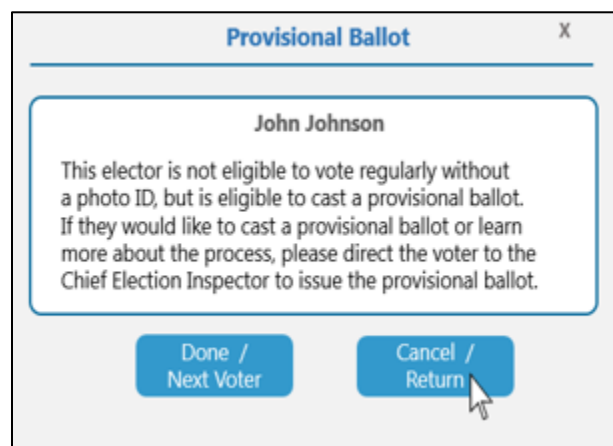 Provisional Ballot
X
John Johnson
This elector is not eligible to vote regularly without
a photo ID, but is eligible to cast a provisional ballot.
If they would like to cast a provisional ballot or learn
more about the process, please direct the voter to the
Chief Election Inspector to issue the provisional ballot.
Done /
Next Voter
Cancel /
Return